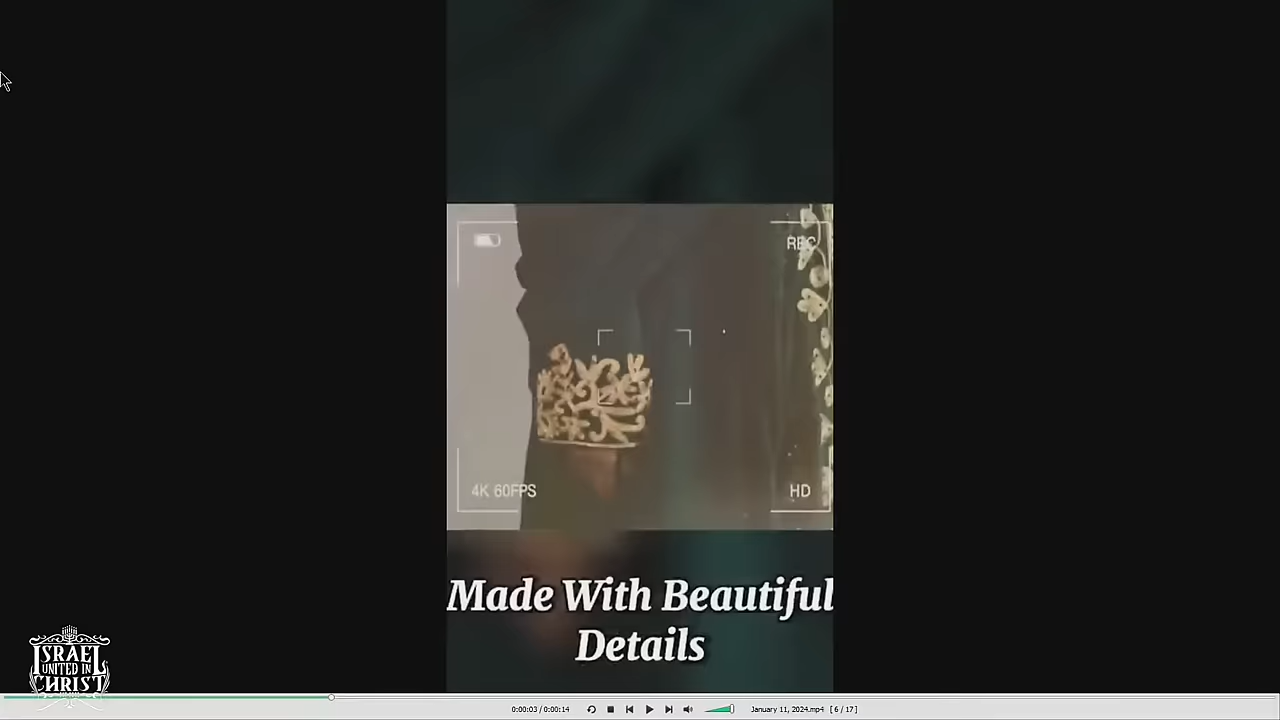 REC
4K 60FPS
HD
Made With Beautiful
Details
ISRAEL
UNITED IN
CHRIST
0:00:03 / 0:00:14
January 11, 2024.mp4 [ 6 / 17 ]